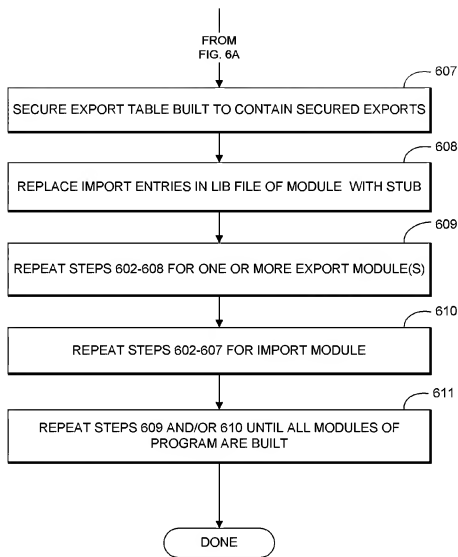 FROM
FIG. 6A
607
SECURE EXPORT TABLE BUILT TO CONTAIN SECURED EXPORTS
608
REPLACE IMPORT ENTRIES IN LIB FILE OF MODULE WITH STUB
609
REPEAT STEPS 602-608 FOR ONE OR MORE EXPORT MODULE(S)
610
REPEAT STEPS 602-607 FOR IMPORT MODULE
611
REPEAT STEPS 609 AND/OR 610 UNTIL ALL MODULES OF
PROGRAM ARE BUILT
DONE